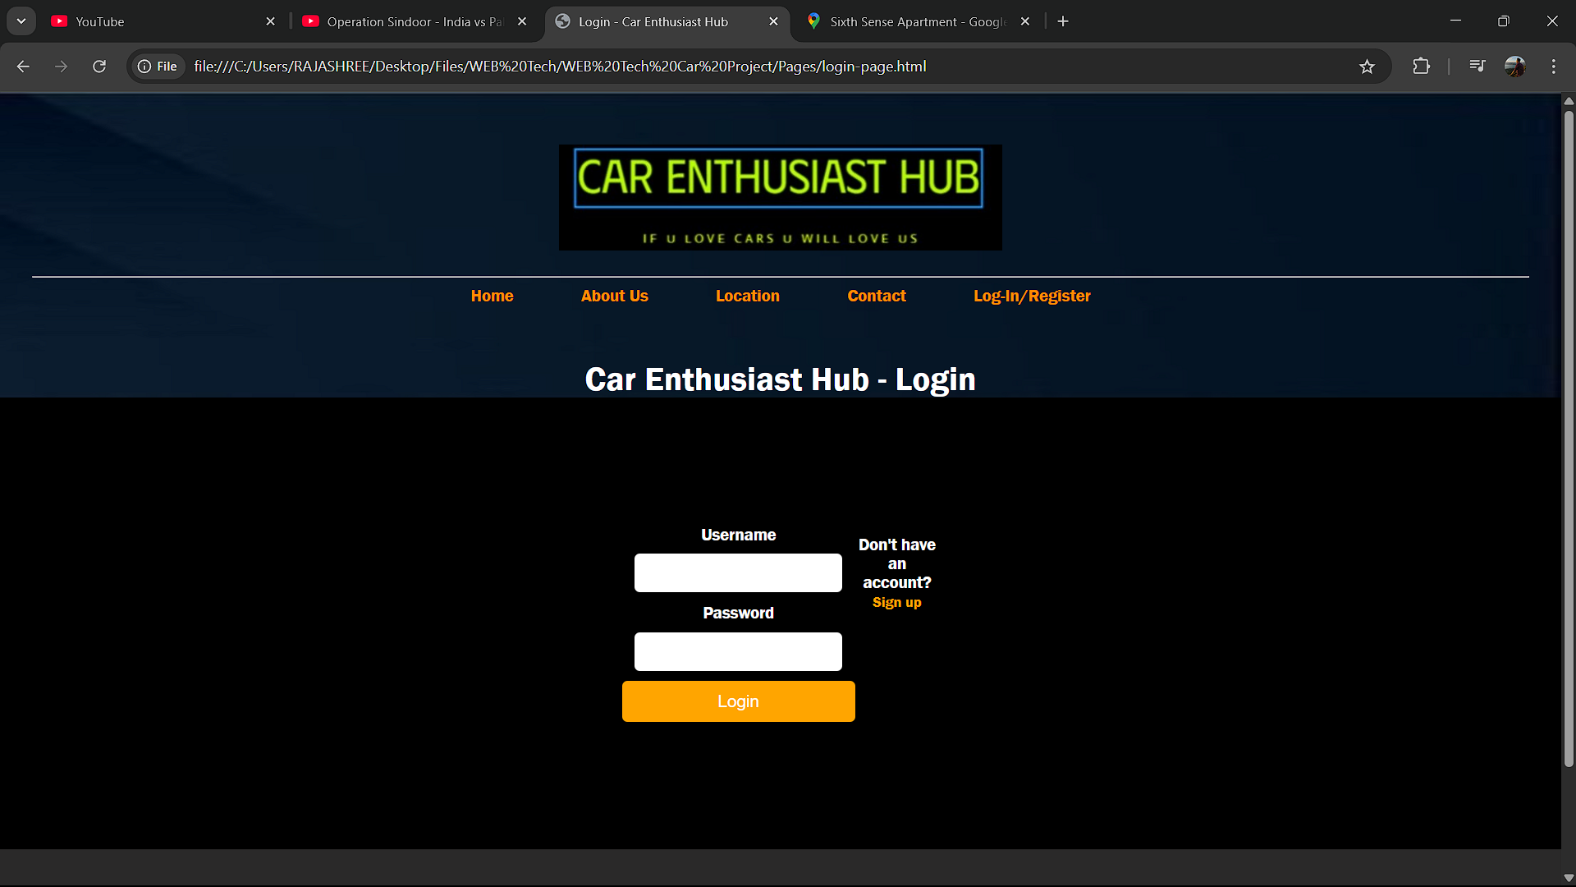 YouTube
Operation Sindoor - India vs Pa
Login - Car Enthusiast Hub
Sixth Sense Apartment - Google
File
file:///C:/Users/RAJASHREE/Desktop/Files/WEB%20Tech/WEB%20Tech%20Car%20Project/Pages/login-page.html
CAR ENTHUSIAST HUB
IF U LOVE CARS U WILL LOVE US
Home
About Us
Location
Contact
Log-In/Register
Car Enthusiast Hub - Login
Username
Don't have
an
account?
Sign up
Password
Login